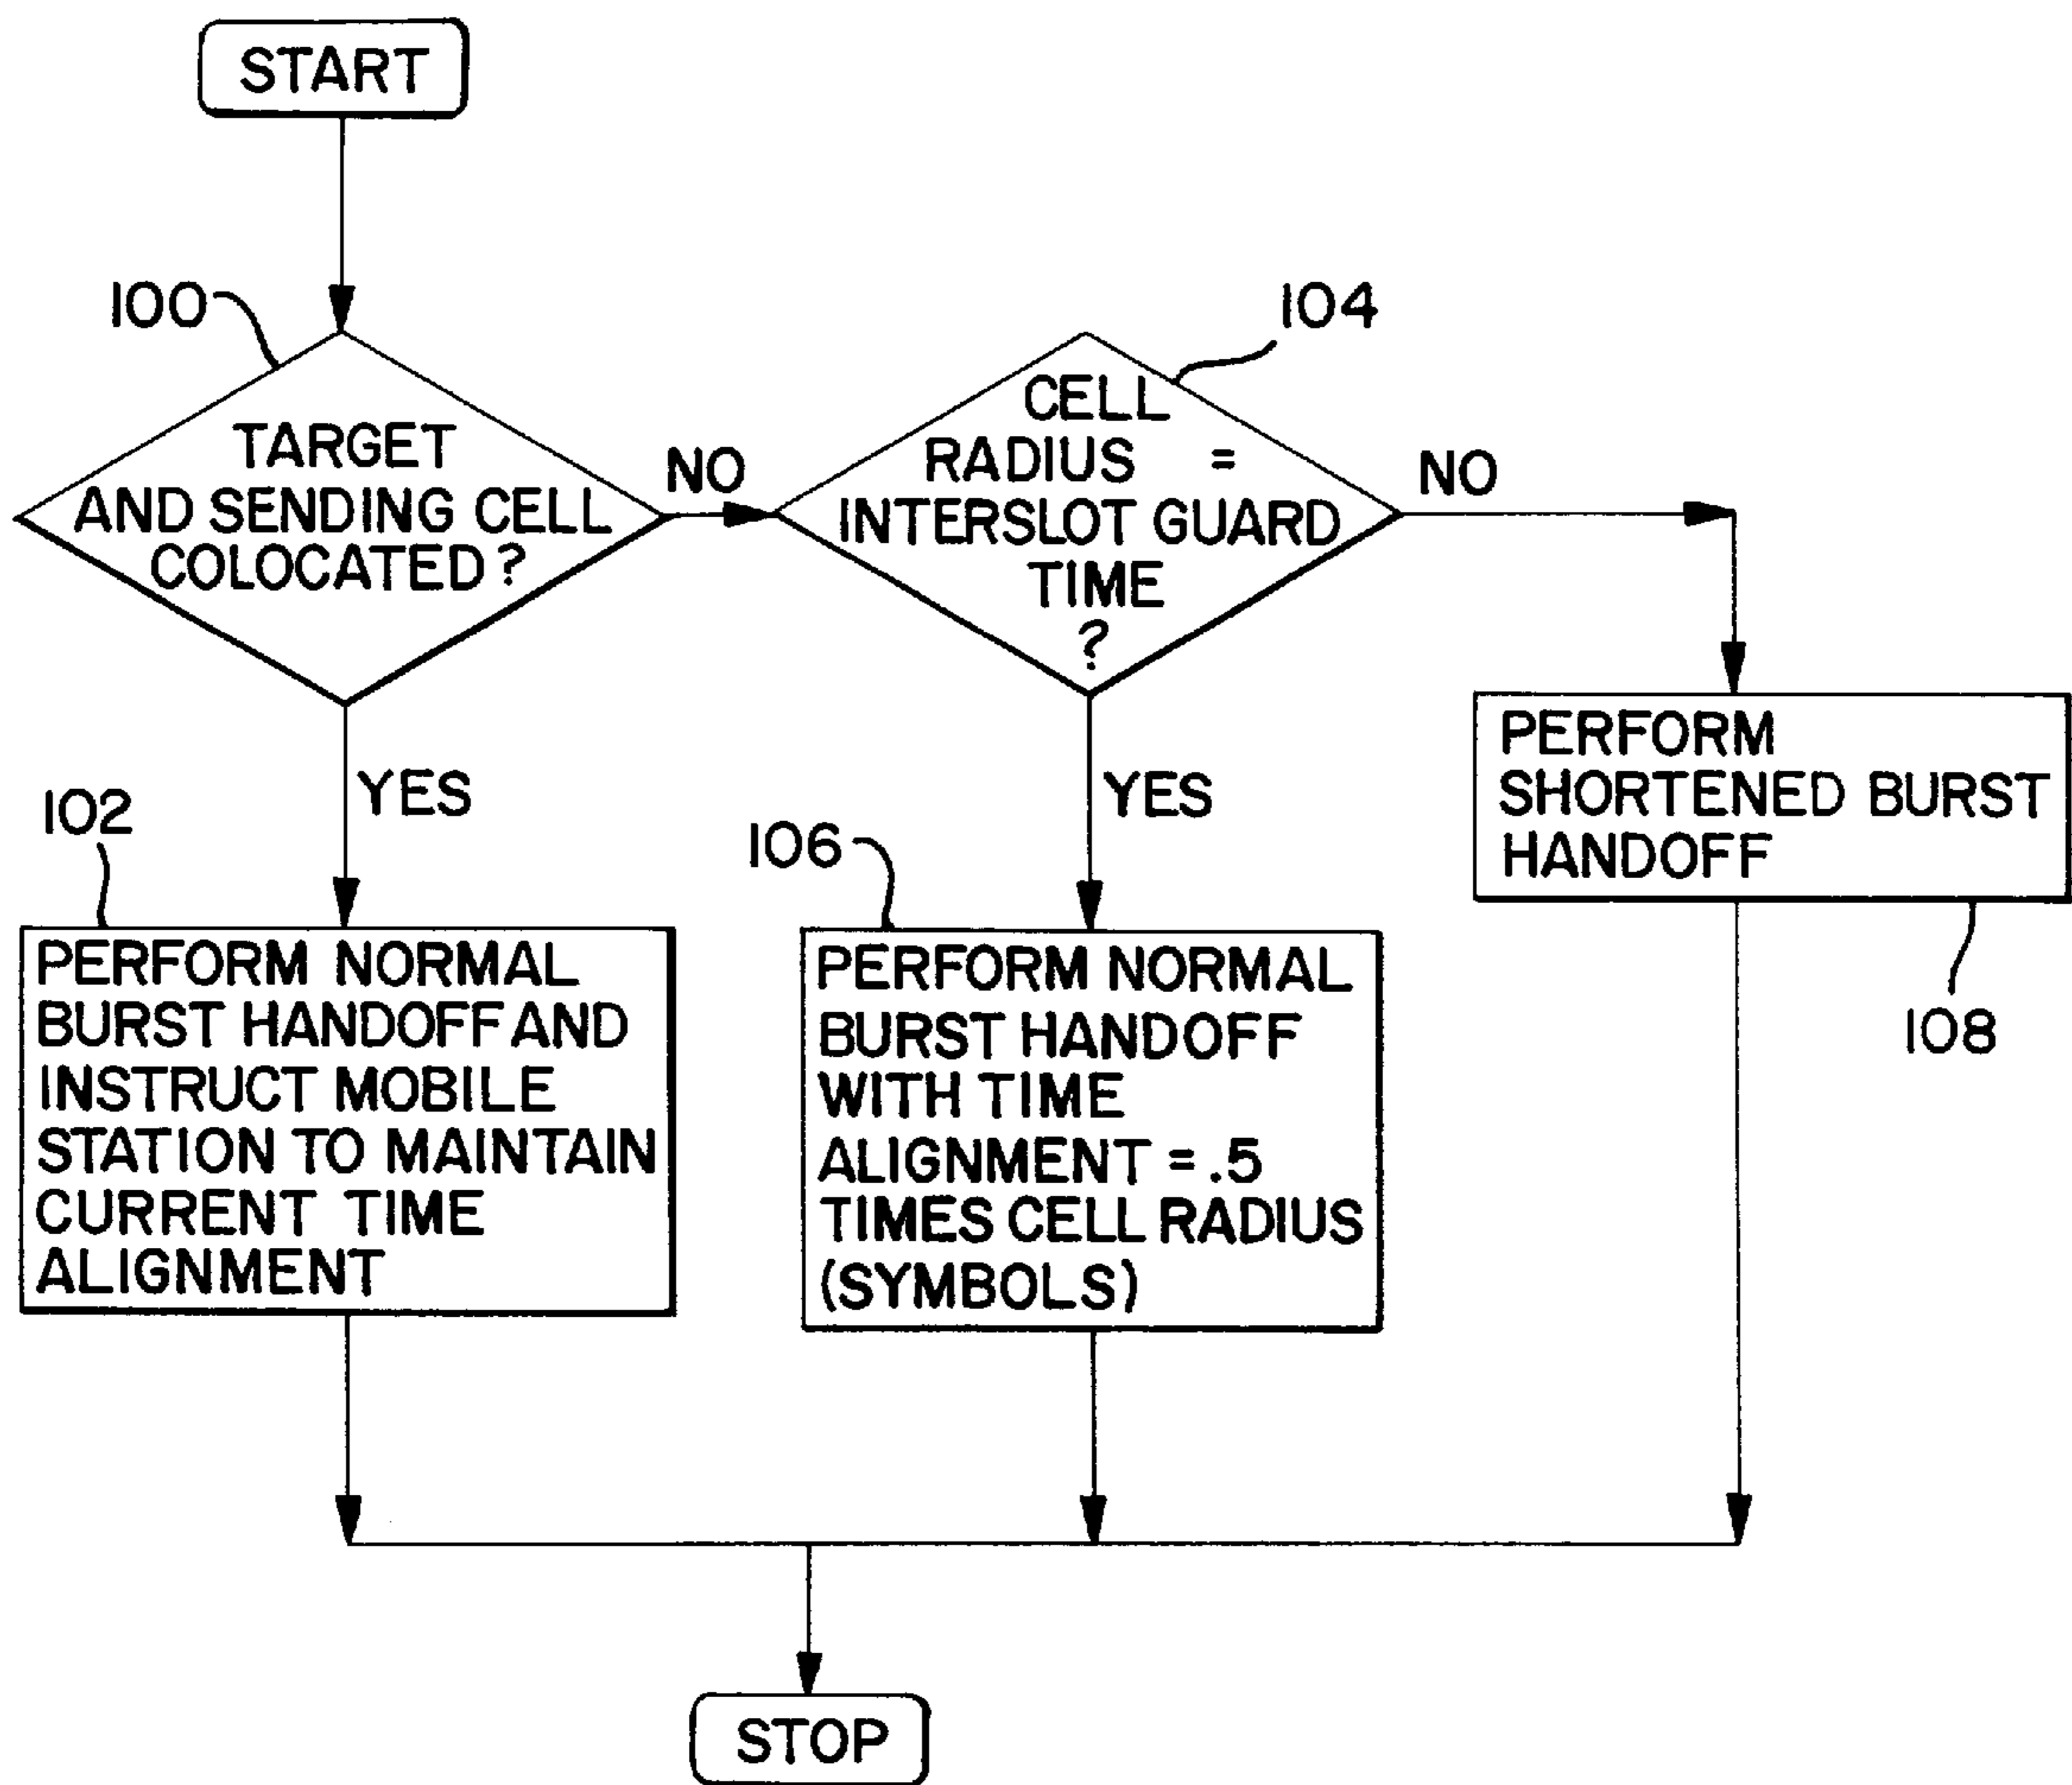 START
100
TARGET
AND SENDING CELL
COLOCATED ?
NO
104
CELL
RADIUS =
INTERSLOT GUARD
TIME
?
NO
YES
YES
102
PERFORM NORMAL
BURST HANDOFF AND
INSTRUCT MOBILE
STATION TO MAINTAIN
CURRENT TIME
ALIGNMENT
106
PERFORM NORMAL
BURST HANDOFF
WITH TIME
ALIGNMENT = .5
TIMES CELL RADIUS
(SYMBOLS)
PERFORM
SHORTENED BURST
HANDOFF
108
STOP